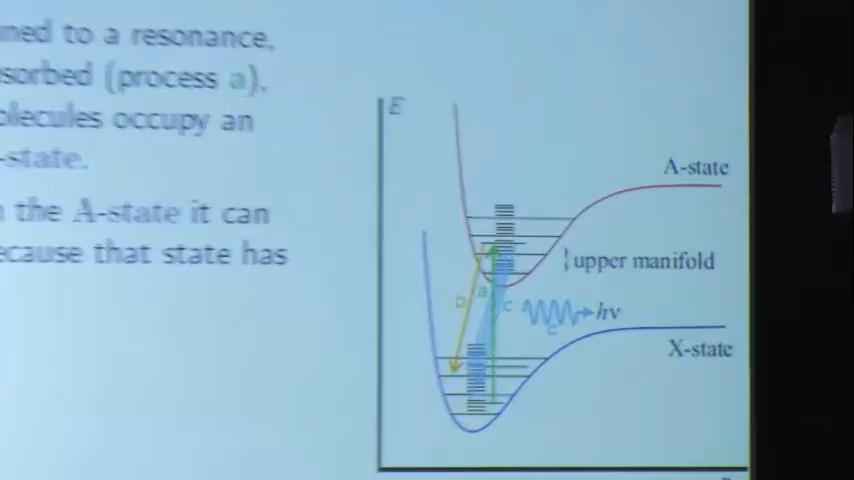 ned to a resonance,
sorbed (process a).
olecules occupy an
-state.
the A-state it can
ecause that state has
E
A-state
upper manifold
b
a
c
hν
c
X-state